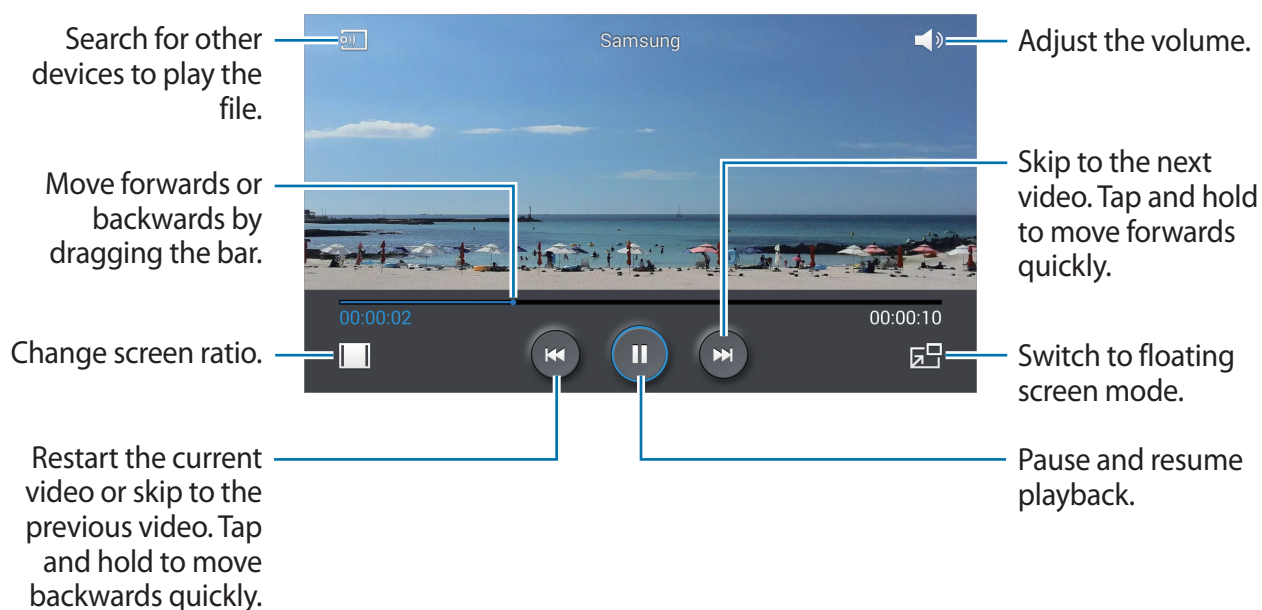 Search for other
devices to play the
file.
Samsung
Adjust the volume.
Move forwards or
backwards by
dragging the bar.
Skip to the next
video. Tap and hold
to move forwards
quickly.
00:00:02
00:00:10
Change screen ratio.
Switch to floating
screen mode.
Restart the current
video or skip to the
previous video. Tap
and hold to move
backwards quickly.
Pause and resume
playback.